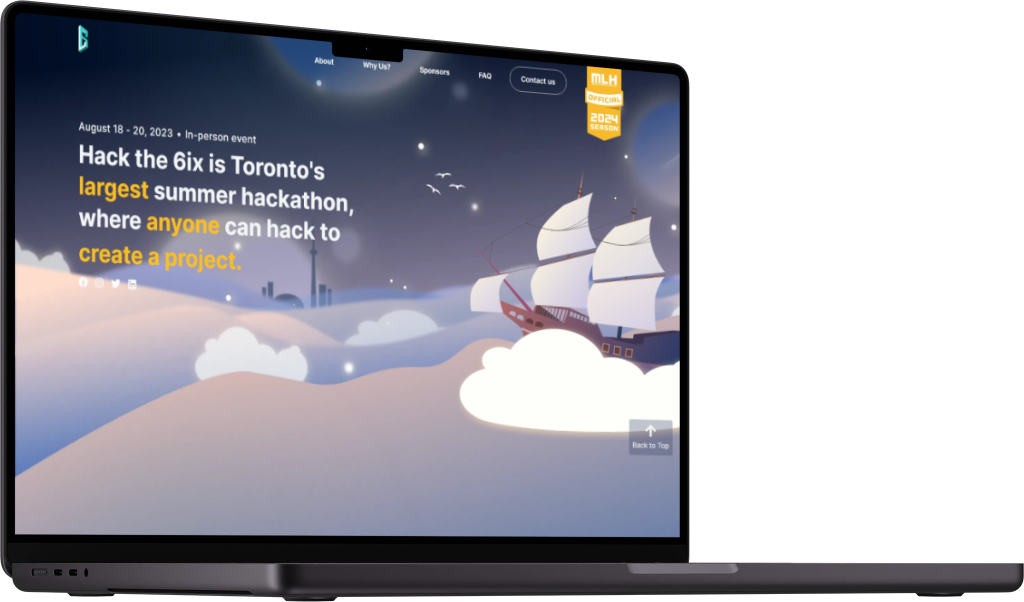 About
Why Us?
Sponsors
FAQ
Contact us
MLH
OFFICIAL
2024
SEASON
August 18 - 20, 2023 • In-person event
Hack the 6ix is Toronto's
largest summer hackathon,
where anyone can hack to
create a project.
Back to Top